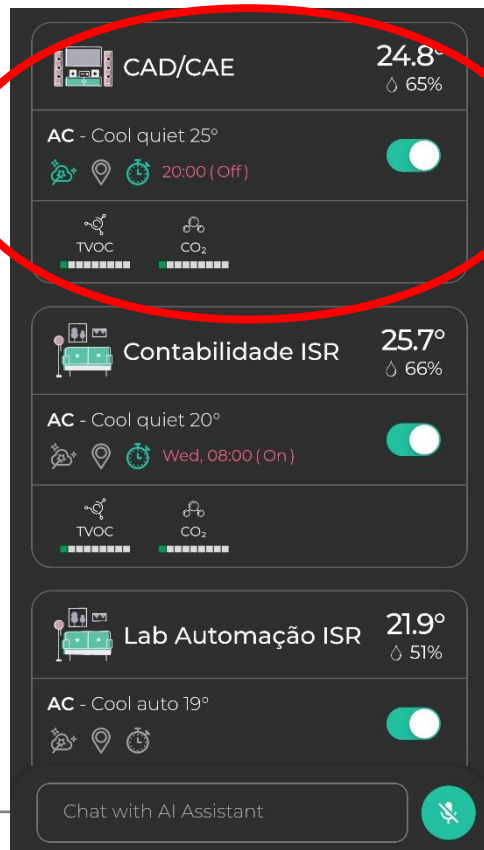 CAD/CAE
24.8°
65%
AC - Cool quiet 25°
20:00 (Off)
TVOC CO₂
Contabilidade ISR
25.7°
66%
AC - Cool quiet 20°
Wed, 08:00 (On)
TVOC CO₂
Lab Automação ISR
21.9°
51%
AC - Cool auto 19°
Chat with AI Assistant